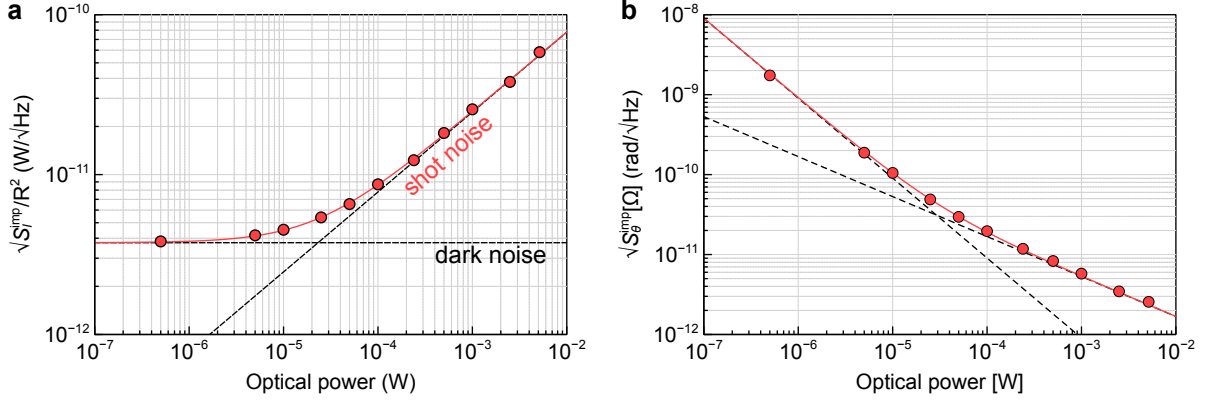 a
10⁻¹⁰
10⁻¹¹
10⁻¹²
√S_I^imp/R² (W/√Hz)
shot noise
dark noise
10⁻⁷ 10⁻⁶ 10⁻⁵ 10⁻⁴ 10⁻³ 10⁻²
Optical power (W)
b
10⁻⁸
10⁻⁹
10⁻¹⁰
10⁻¹¹
10⁻¹²
√S_θ^imp[Ω] (rad/√Hz)
10⁻⁷ 10⁻⁶ 10⁻⁵ 10⁻⁴ 10⁻³ 10⁻²
Optical power [W]